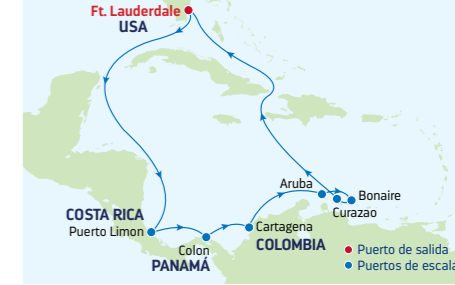 Ft. Lauderdale
USA
Aruba
Bonaire
Curazao
COSTA RICA
Puerto Limon
Cartagena
COLOMBIA
Colon
PANAMÁ
Puerto de salida
Puertos de escala